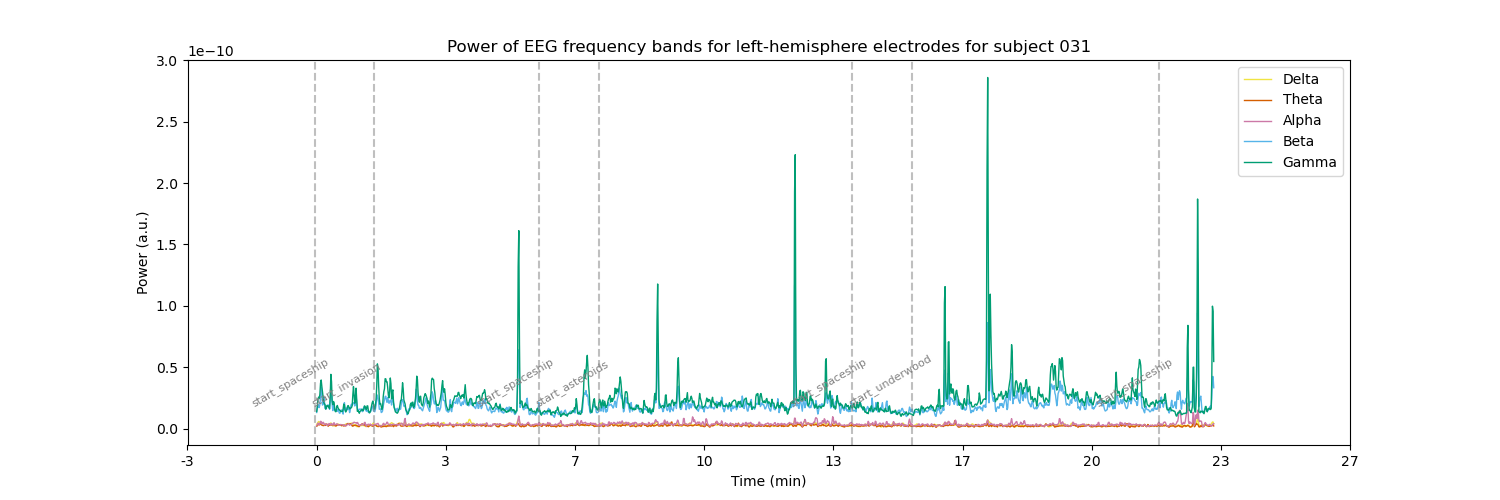 Power of EEG frequency bands for left-hemisphere electrodes for subject 031
1e−10
3.0
2.5
2.0
1.5
1.0
0.5
0.0
Power (a.u.)
Delta
Theta
Alpha
Beta
Gamma
start_spaceship
start_invasion
start_spaceship
start_asteroids
start_spaceship
start_underwood
start_spaceship
-3 0 3 7 10 13 17 20 23 27
Time (min)